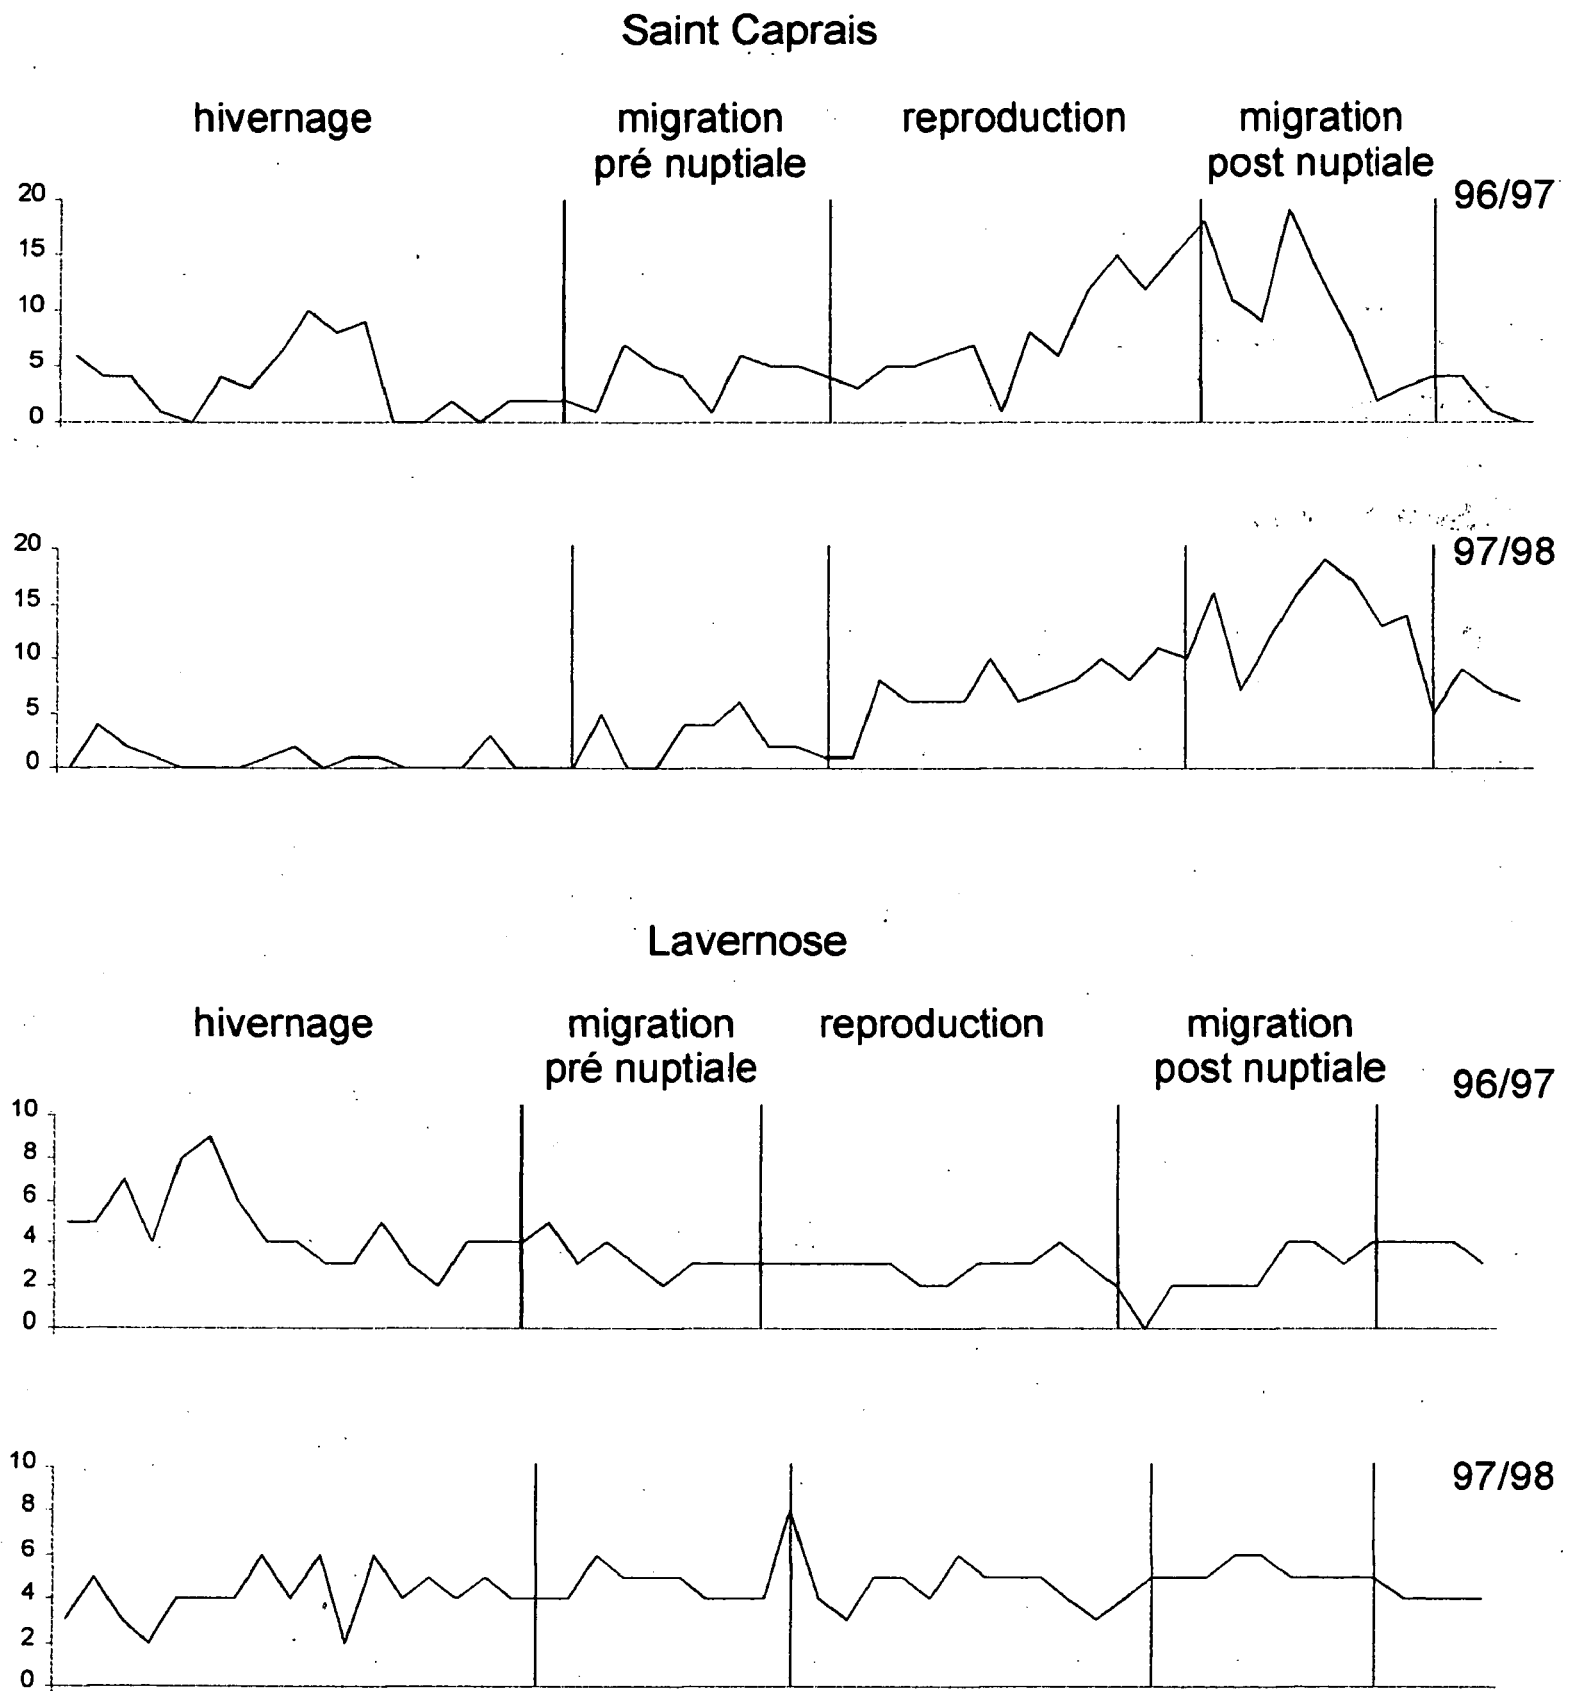 Saint Caprais
hivernage
migration
pré nuptiale
reproduction
migration
post nuptiale
96/97
20
15
10
5
0
97/98
20
15
10
5
0
Lavernose
hivernage
migration
pré nuptiale
reproduction
migration
post nuptiale
96/97
10
8
6
4
2
0
97/98
10
8
6
4
2
0